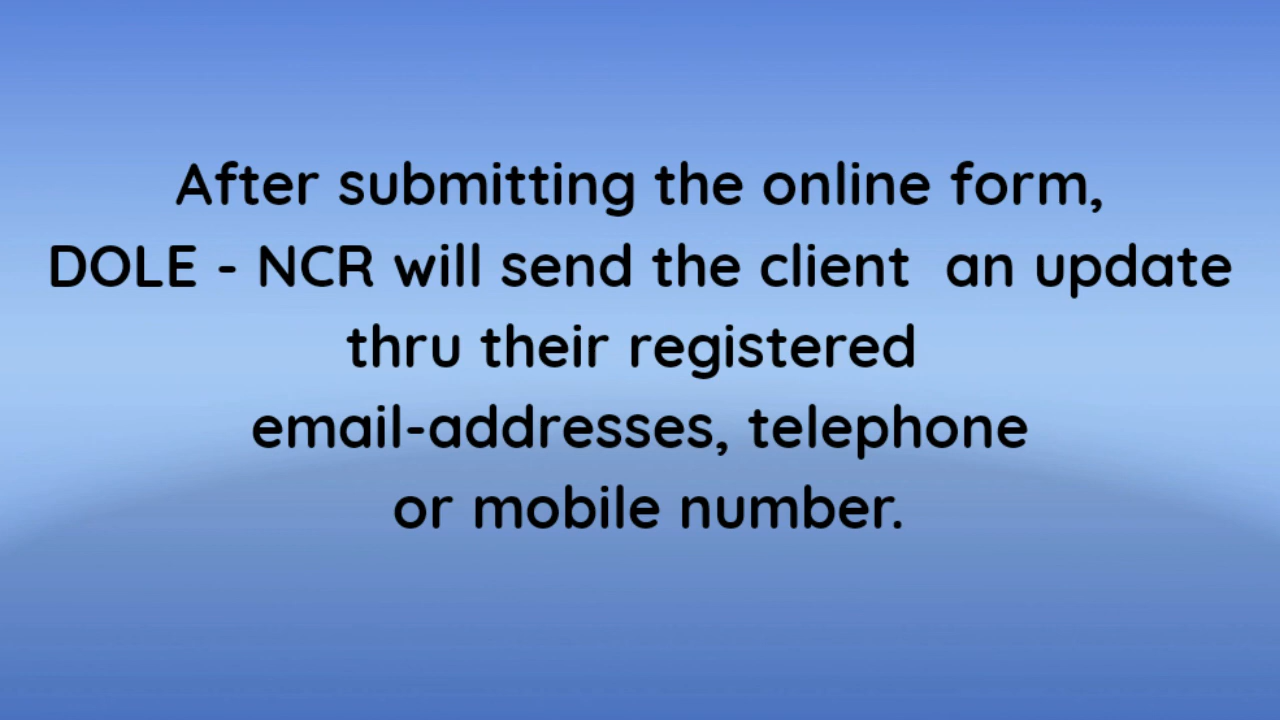 After submitting the online form,
DOLE - NCR will send the client  an update
thru their registered
email-addresses, telephone
or mobile number.